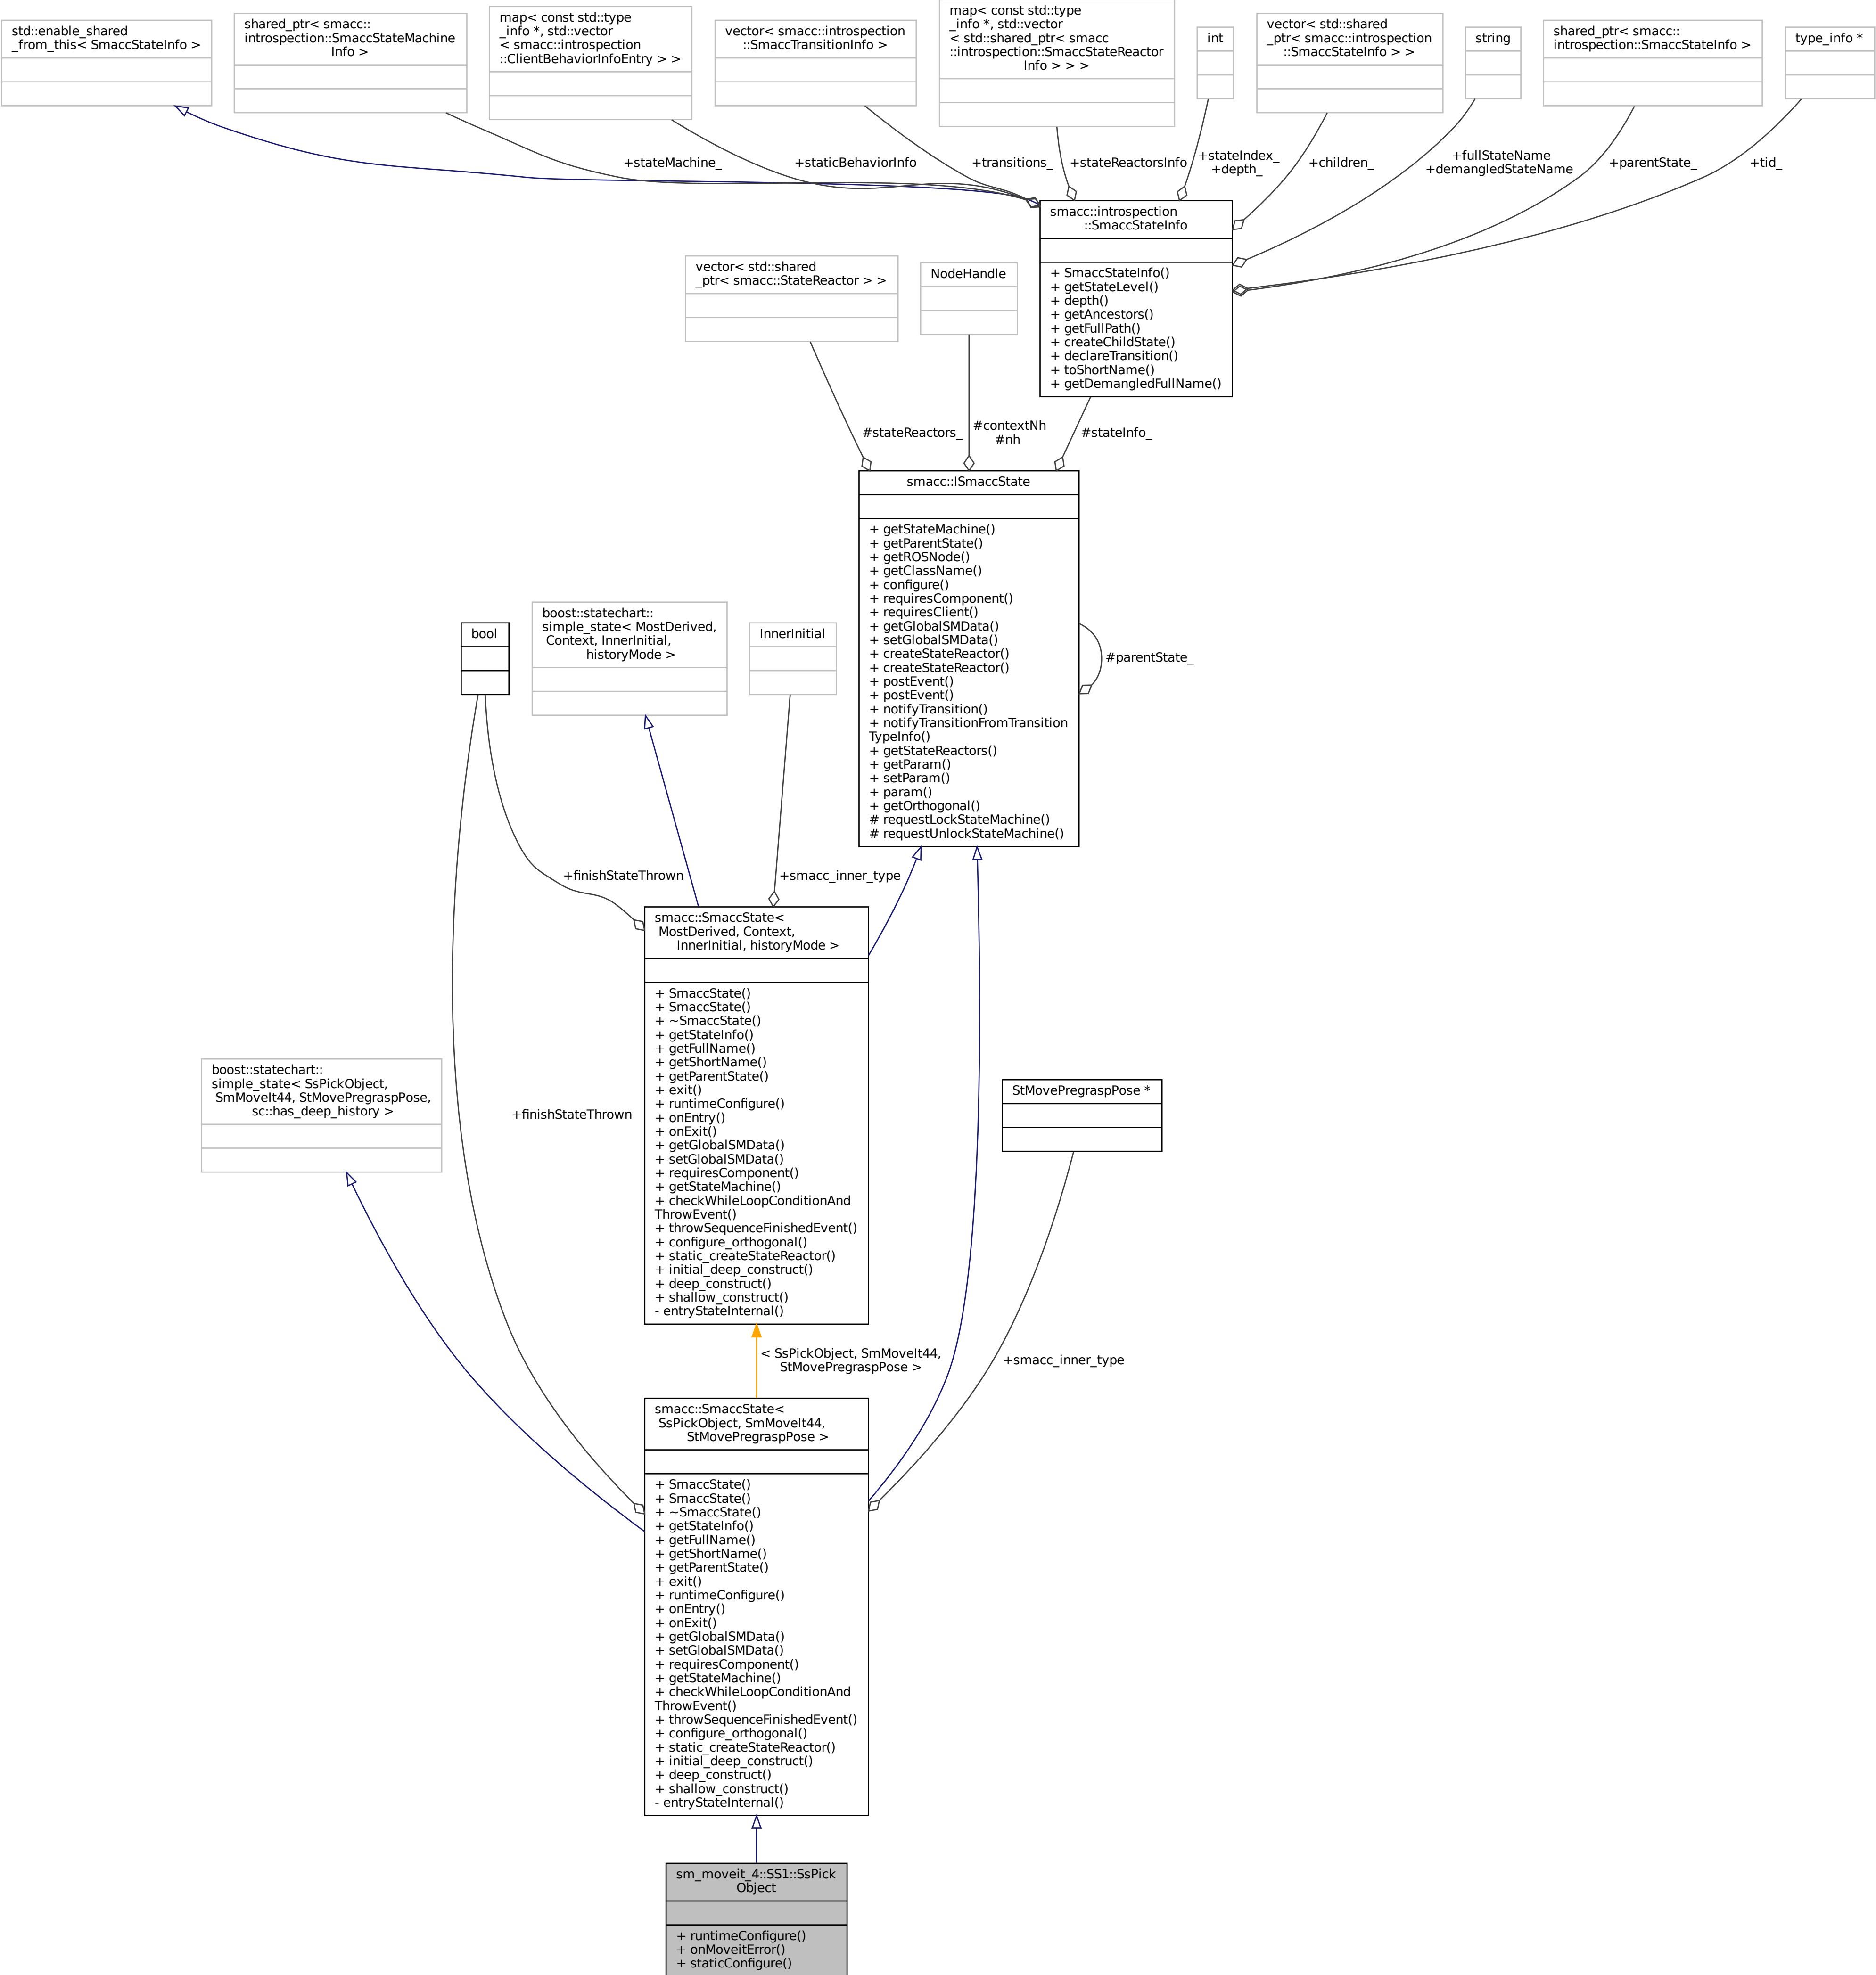 std::enable_shared
_from_this< SmaccStateInfo >
shared_ptr< smacc::
introspection::SmaccStateMachine
Info >
map< const std::type
_info *, std::vector
< smacc::introspection
::ClientBehaviorInfoEntry > >
vector< smacc::introspection
::SmaccTransitionInfo >
map< const std::type
_info *, std::vector
< std::shared_ptr< smacc
::introspection::SmaccStateReactor
Info > > >
int
vector< std::shared
_ptr< smacc::introspection
::SmaccStateInfo > >
string
shared_ptr< smacc::
introspection::SmaccStateInfo >
type_info *
+stateMachine_
+staticBehaviorInfo
+transitions_
+stateReactorsInfo
+stateIndex_
+depth_
+children_
+fullStateName
+demangledStateName
+parentState_
+tid_
smacc::introspection
::SmaccStateInfo
+ SmaccStateInfo()
+ getStateLevel()
+ depth()
+ getAncestors()
+ getFullPath()
+ createChildState()
+ declareTransition()
+ toShortName()
+ getDemangledFullName()
vector< std::shared
_ptr< smacc::StateReactor > >
NodeHandle
#stateReactors_
#contextNh
#nh
#stateInfo_
smacc::ISmaccState
+ getStateMachine()
+ getParentState()
+ getROSNode()
+ getClassName()
+ configure()
+ requiresComponent()
+ requiresClient()
+ getGlobalSMData()
+ setGlobalSMData()
+ createStateReactor()
+ createStateReactor()
+ postEvent()
+ postEvent()
+ notifyTransition()
+ notifyTransitionFromTransition
TypeInfo()
+ getStateReactors()
+ getParam()
+ setParam()
+ param()
+ getOrthogonal()
# requestLockStateMachine()
# requestUnlockStateMachine()
#parentState_
bool
boost::statechart::
simple_state< MostDerived,
Context, InnerInitial,
historyMode >
InnerInitial
+finishStateThrown
+smacc_inner_type
smacc::SmaccState<
MostDerived, Context,
InnerInitial, historyMode >
+ SmaccState()
+ SmaccState()
+ ~SmaccState()
+ getStateInfo()
+ getFullName()
+ getShortName()
+ getParentState()
+ exit()
+ runtimeConfigure()
+ onEntry()
+ onExit()
+ getGlobalSMData()
+ setGlobalSMData()
+ requiresComponent()
+ getStateMachine()
+ checkWhileLoopConditionAnd
ThrowEvent()
+ throwSequenceFinishedEvent()
+ configure_orthogonal()
+ static_createStateReactor()
+ initial_deep_construct()
+ deep_construct()
+ shallow_construct()
- entryStateInternal()
boost::statechart::
simple_state< SsPickObject,
SmMoveIt44, StMovePregraspPose,
sc::has_deep_history >
+finishStateThrown
StMovePregraspPose *
< SsPickObject, SmMoveIt44,
StMovePregraspPose >
+smacc_inner_type
smacc::SmaccState<
SsPickObject, SmMoveIt44,
StMovePregraspPose >
+ SmaccState()
+ SmaccState()
+ ~SmaccState()
+ getStateInfo()
+ getFullName()
+ getShortName()
+ getParentState()
+ exit()
+ runtimeConfigure()
+ onEntry()
+ onExit()
+ getGlobalSMData()
+ setGlobalSMData()
+ requiresComponent()
+ getStateMachine()
+ checkWhileLoopConditionAnd
ThrowEvent()
+ throwSequenceFinishedEvent()
+ configure_orthogonal()
+ static_createStateReactor()
+ initial_deep_construct()
+ deep_construct()
+ shallow_construct()
- entryStateInternal()
sm_moveit_4::SS1::SsPick
Object
+ runtimeConfigure()
+ onMoveitError()
+ staticConfigure()